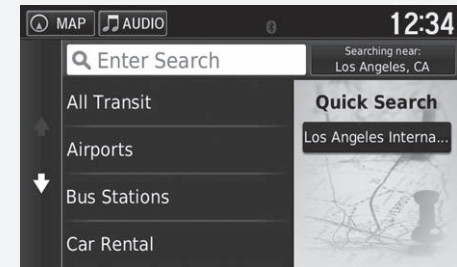 MAP
AUDIO
12:34
Enter Search
Searching near:
Los Angeles, CA
All Transit
Airports
Bus Stations
Car Rental
Quick Search
Los Angeles Interna...